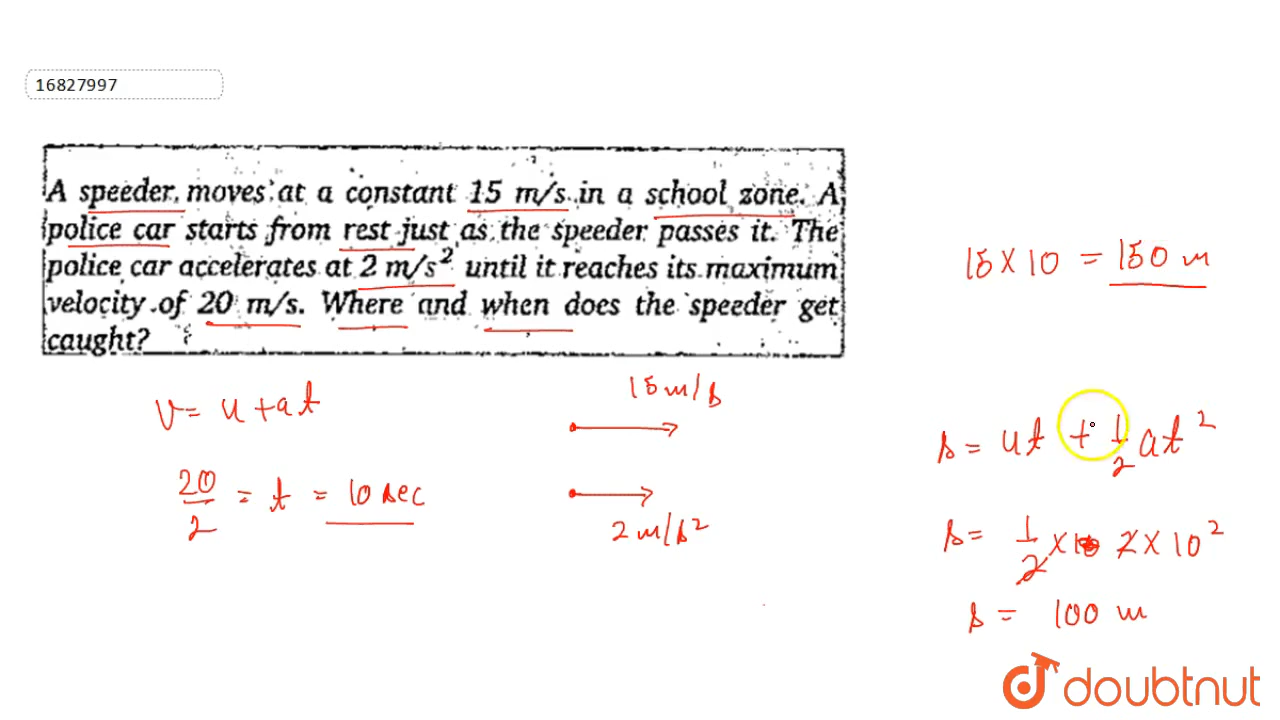 16827997
A speeder moves at a constant 15 m/s in a school zone. A
police car starts from rest just as the speeder passes it. The
police car accelerates at 2 m/s² until it reaches its maximum
velocity of 20 m/s. Where and when does the speeder get
caught?
15 × 10 = 150 m
v = u + at
15 m/s
s = ut + 1/2 at²
20/2 = t = 10 sec
2 m/s²
s = 1/2 × 2 × 10²
s = 100 m
doubtnut